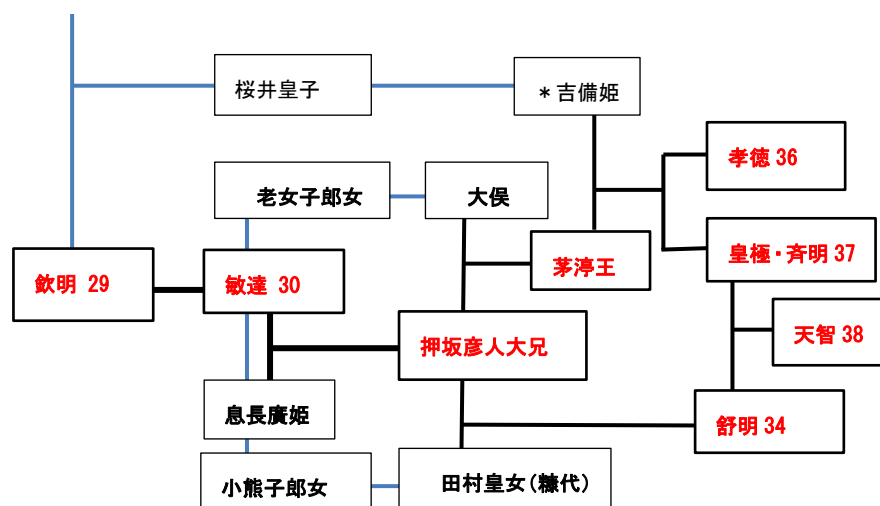 桜井皇子
＊吉備姫
孝徳 36
老女子郎女
大俣
皇極・斉明 37
欽明 29
敏達 30
茅渟王
天智 38
押坂彦人大兄
息長廣姫
舒明 34
小熊子郎女
田村皇女（糠代）